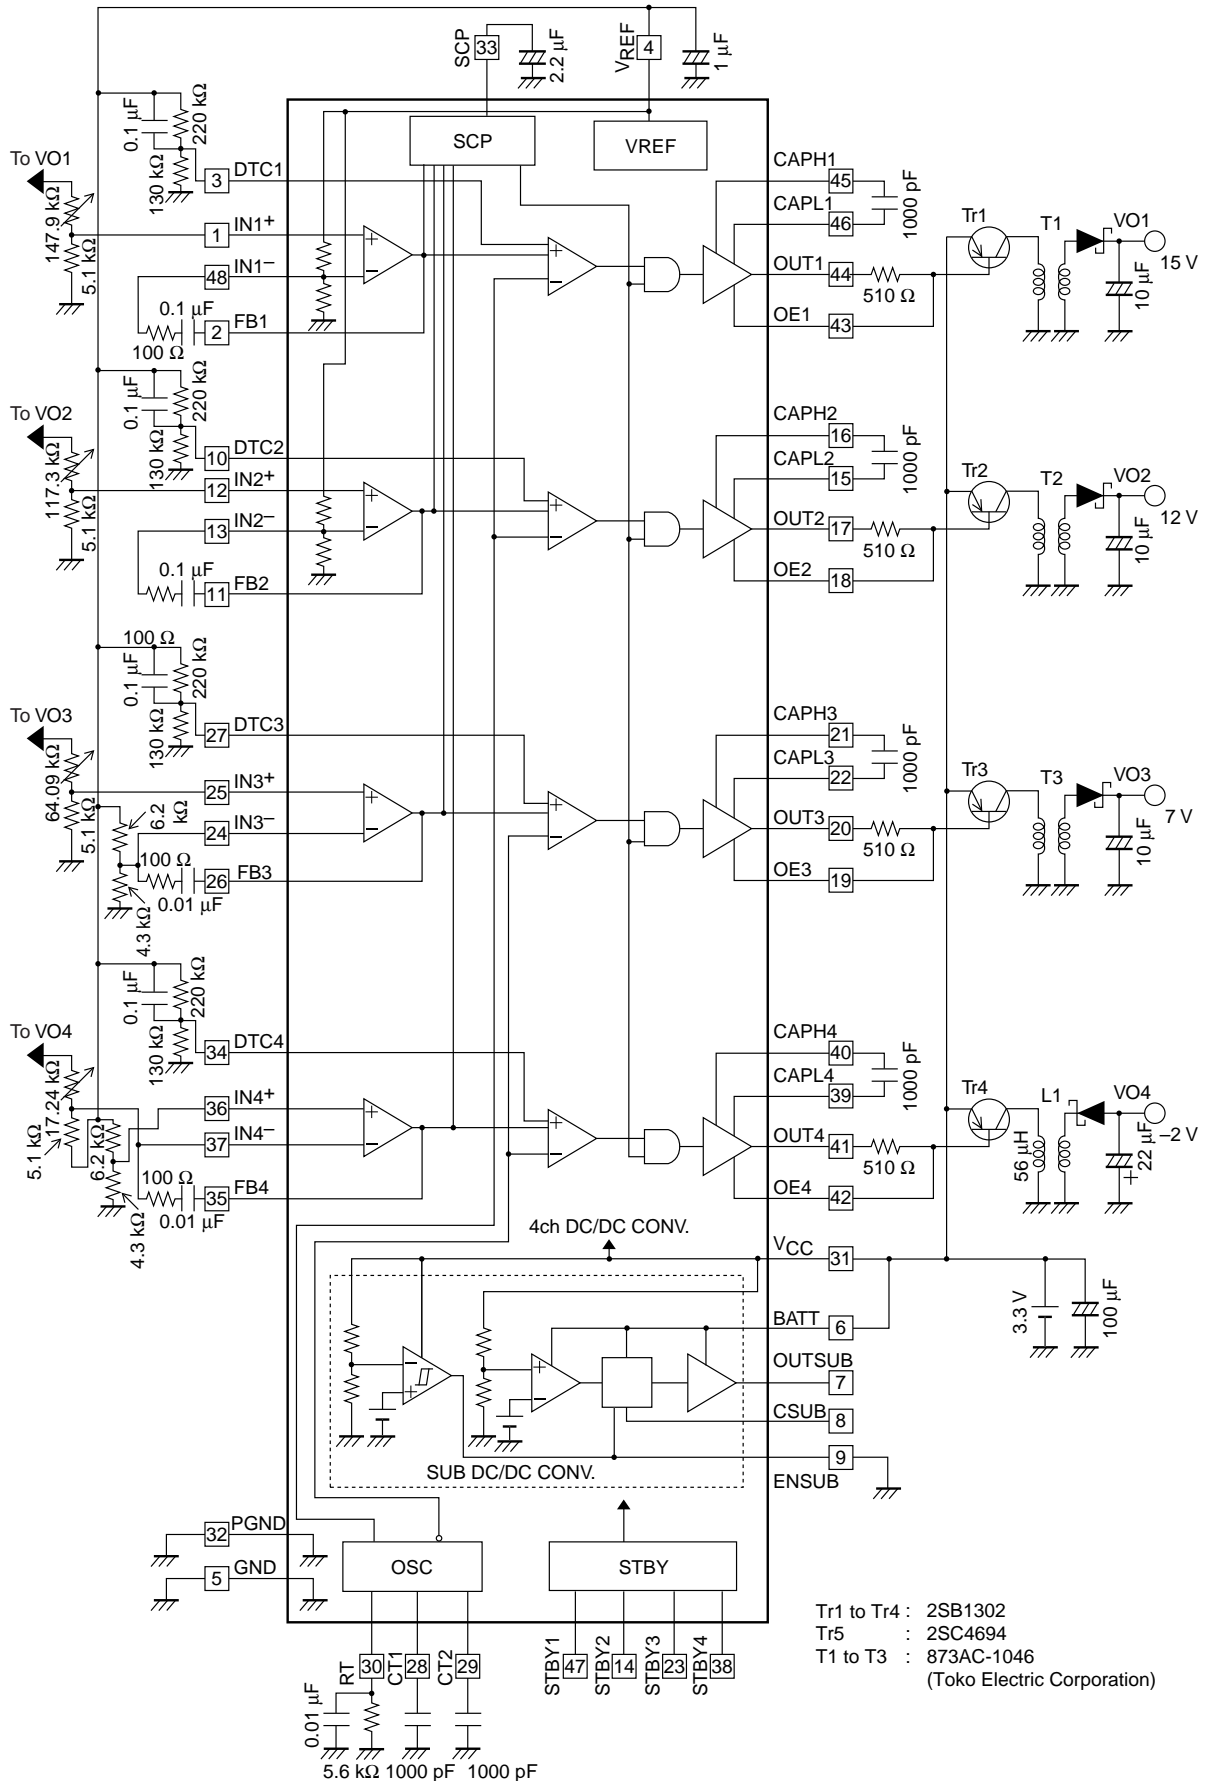 SCP
33
2.2 µF
VREF
4
1 µF
SCP
VREF
0.1 µF
220 kΩ
130 kΩ
To VO1
147.9 kΩ
5.1 kΩ
3
DTC1
1
IN1+
48
IN1–
0.1 µF
100 Ω
2
FB1
CAPH1
45
CAPL1
46
1000 pF
OUT1
44
510 Ω
OE1
43
Tr1
T1
VO1
15 V
10 µF
0.1 µF
220 kΩ
130 kΩ
To VO2
117.3 kΩ
5.1 kΩ
10
DTC2
12
IN2+
13
IN2–
0.1 µF
11
FB2
100 Ω
CAPH2
16
CAPL2
15
1000 pF
OUT2
17
510 Ω
OE2
18
Tr2
T2
VO2
12 V
10 µF
0.1 µF
220 kΩ
130 kΩ
To VO3
64.09 kΩ
5.1 kΩ
27
DTC3
25
IN3+
6.2 kΩ
24
IN3–
100 Ω
26
FB3
0.01 µF
4.3 kΩ
CAPH3
21
CAPL3
22
1000 pF
OUT3
20
510 Ω
OE3
19
Tr3
T3
VO3
7 V
10 µF
0.1 µF
220 kΩ
130 kΩ
To VO4
17.24 kΩ
5.1 kΩ
6.2 kΩ
34
DTC4
36
IN4+
37
IN4–
100 Ω
35
FB4
0.01 µF
4.3 kΩ
CAPH4
40
CAPL4
39
1000 pF
OUT4
41
510 Ω
OE4
42
Tr4
L1
56 µH
VO4
–2 V
22 µF
4ch DC/DC CONV.
VCC
31
3.3 V
100 µF
BATT
6
OUTSUB
7
CSUB
8
9
ENSUB
SUB DC/DC CONV.
32
PGND
5
GND
OSC
STBY
RT
30
CT1
28
CT2
29
STBY1
47
STBY2
14
STBY3
23
STBY4
38
0.01 µF
5.6 kΩ 1000 pF 1000 pF
Tr1 to Tr4 : 2SB1302
Tr5 : 2SC4694
T1 to T3 : 873AC-1046
(Toko Electric Corporation)